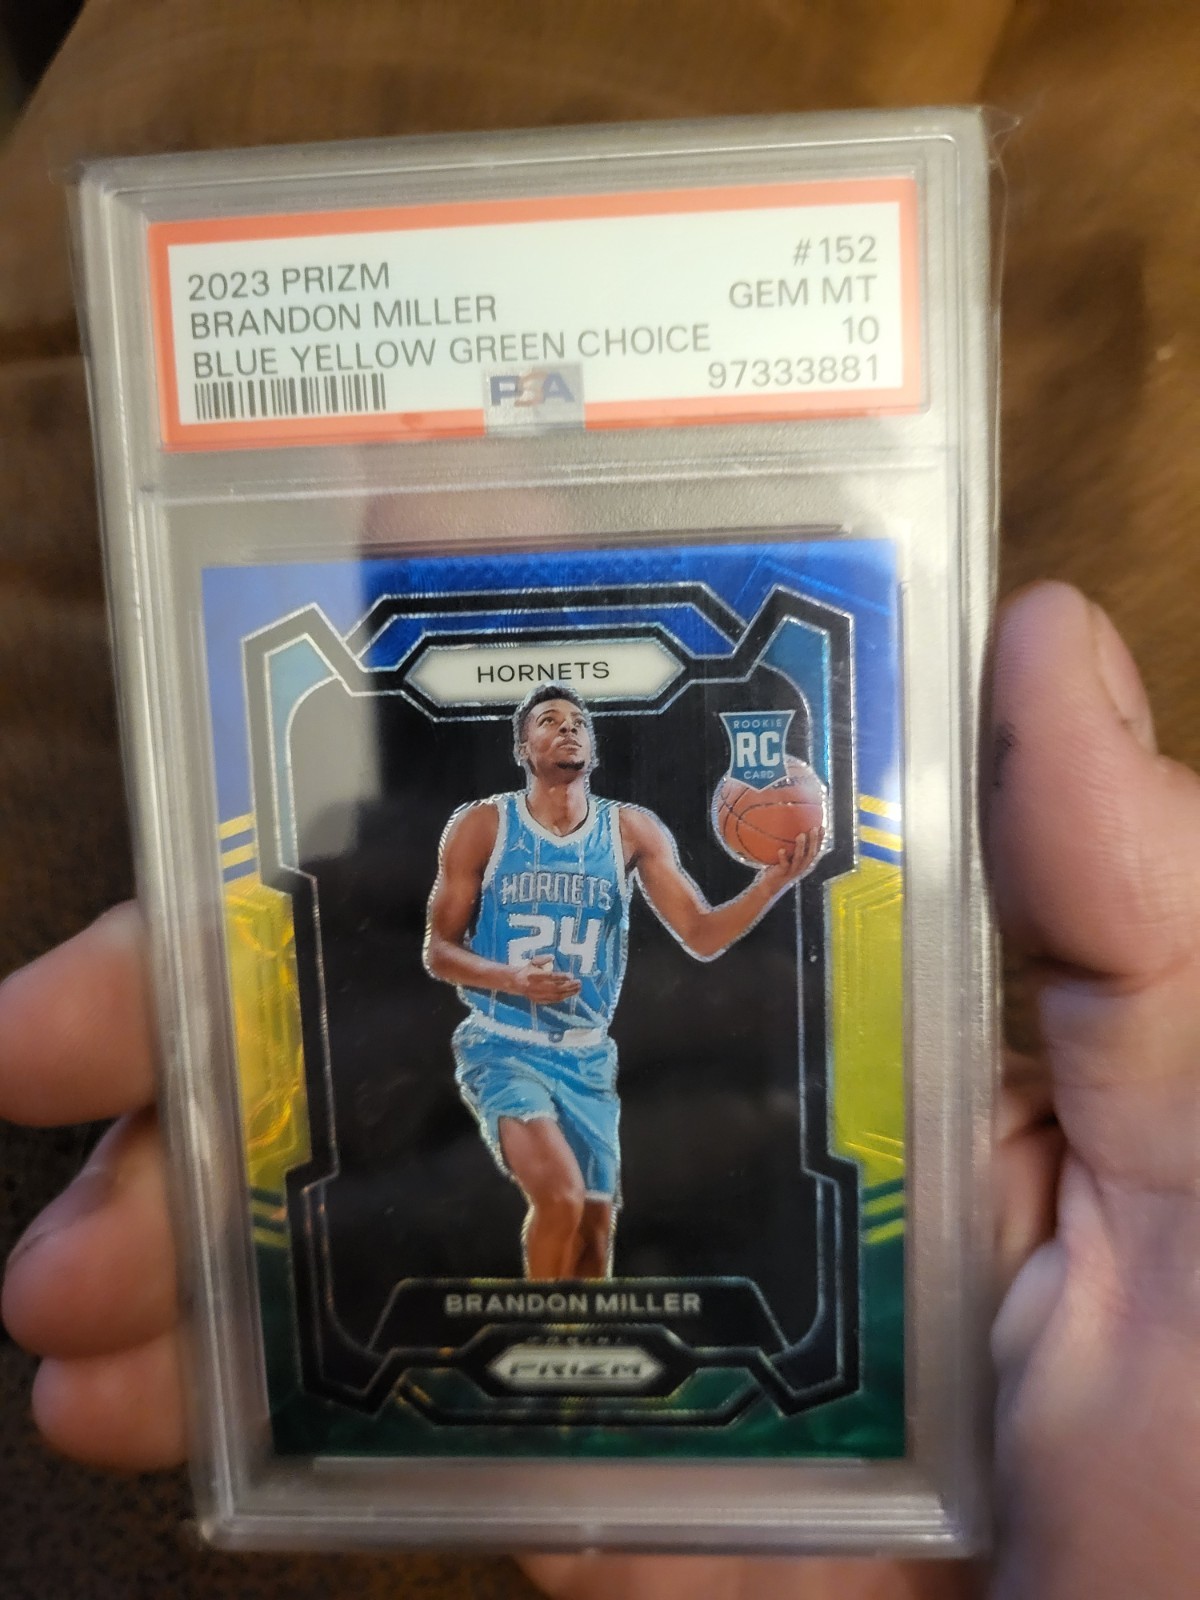 2023 PRIZM #152
BRANDON MILLER GEM MT
BLUE YELLOW GREEN CHOICE 10
PSA 97333881
HORNETS
ROOKIE
RC
CARD
HORNETS
24
BRANDON MILLER
PANINI
PRIZM